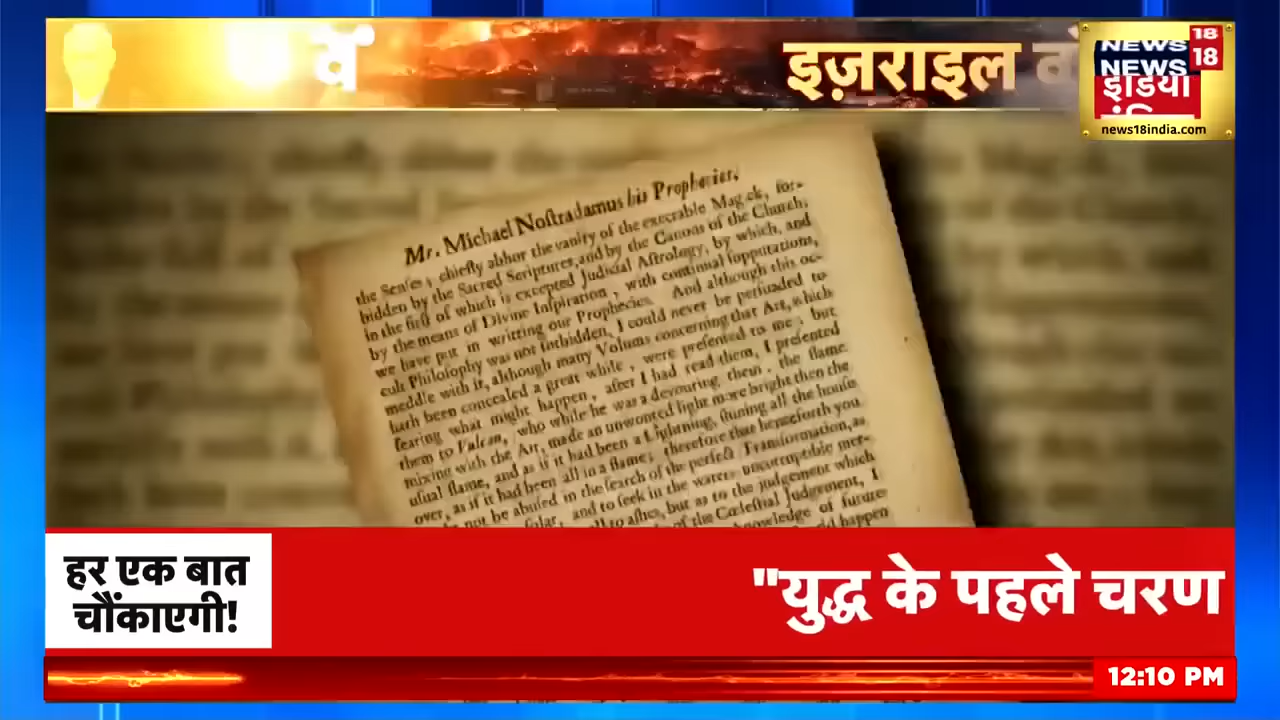 इज़राइल
NEWS 18
NEWS 18
इंडिया
news18india.com
Mr. Michael Noſtradamus his Prophecies.
the Senſes; chiefly abhor the vanity of the execrable Magick, for-
bidden by the Sacred Scriptures, and by the Canons of the Church;
in the firſt of which is excepted Judicial Aſtrology, by which, and
by the means of Divine Inſpiration, with continual ſupputations,
we have put in writting our Prophecies. And although this oc-
cult Philoſophy was not forbidden, I could never be perſuaded to
meddle with it, although many Volums concerning that Art, which
hath been concealed a great while, were preſented to me; but
fearing what might happen, after I had read them, I preſented
them to Vulcan, who while he was a devouring them, the flame
mixing with the Air, made an unwonted light more bright then the
uſual flame, and as if it had been a Lightning, ſhining all the houſe
over, as if it had been all in a flame; therefore that henceforth you
not be abuſed in the ſearch of the perfect Transformation, as
ſolar, and to ſeek in the waters uncorruptible met-
to aſhes, but as to the judgement which
of the Cœleſtial Judgement, I
knowledge of future
happen
हर एक बात
चौंकाएगी!
"युद्ध के पहले चरण
12:10 PM